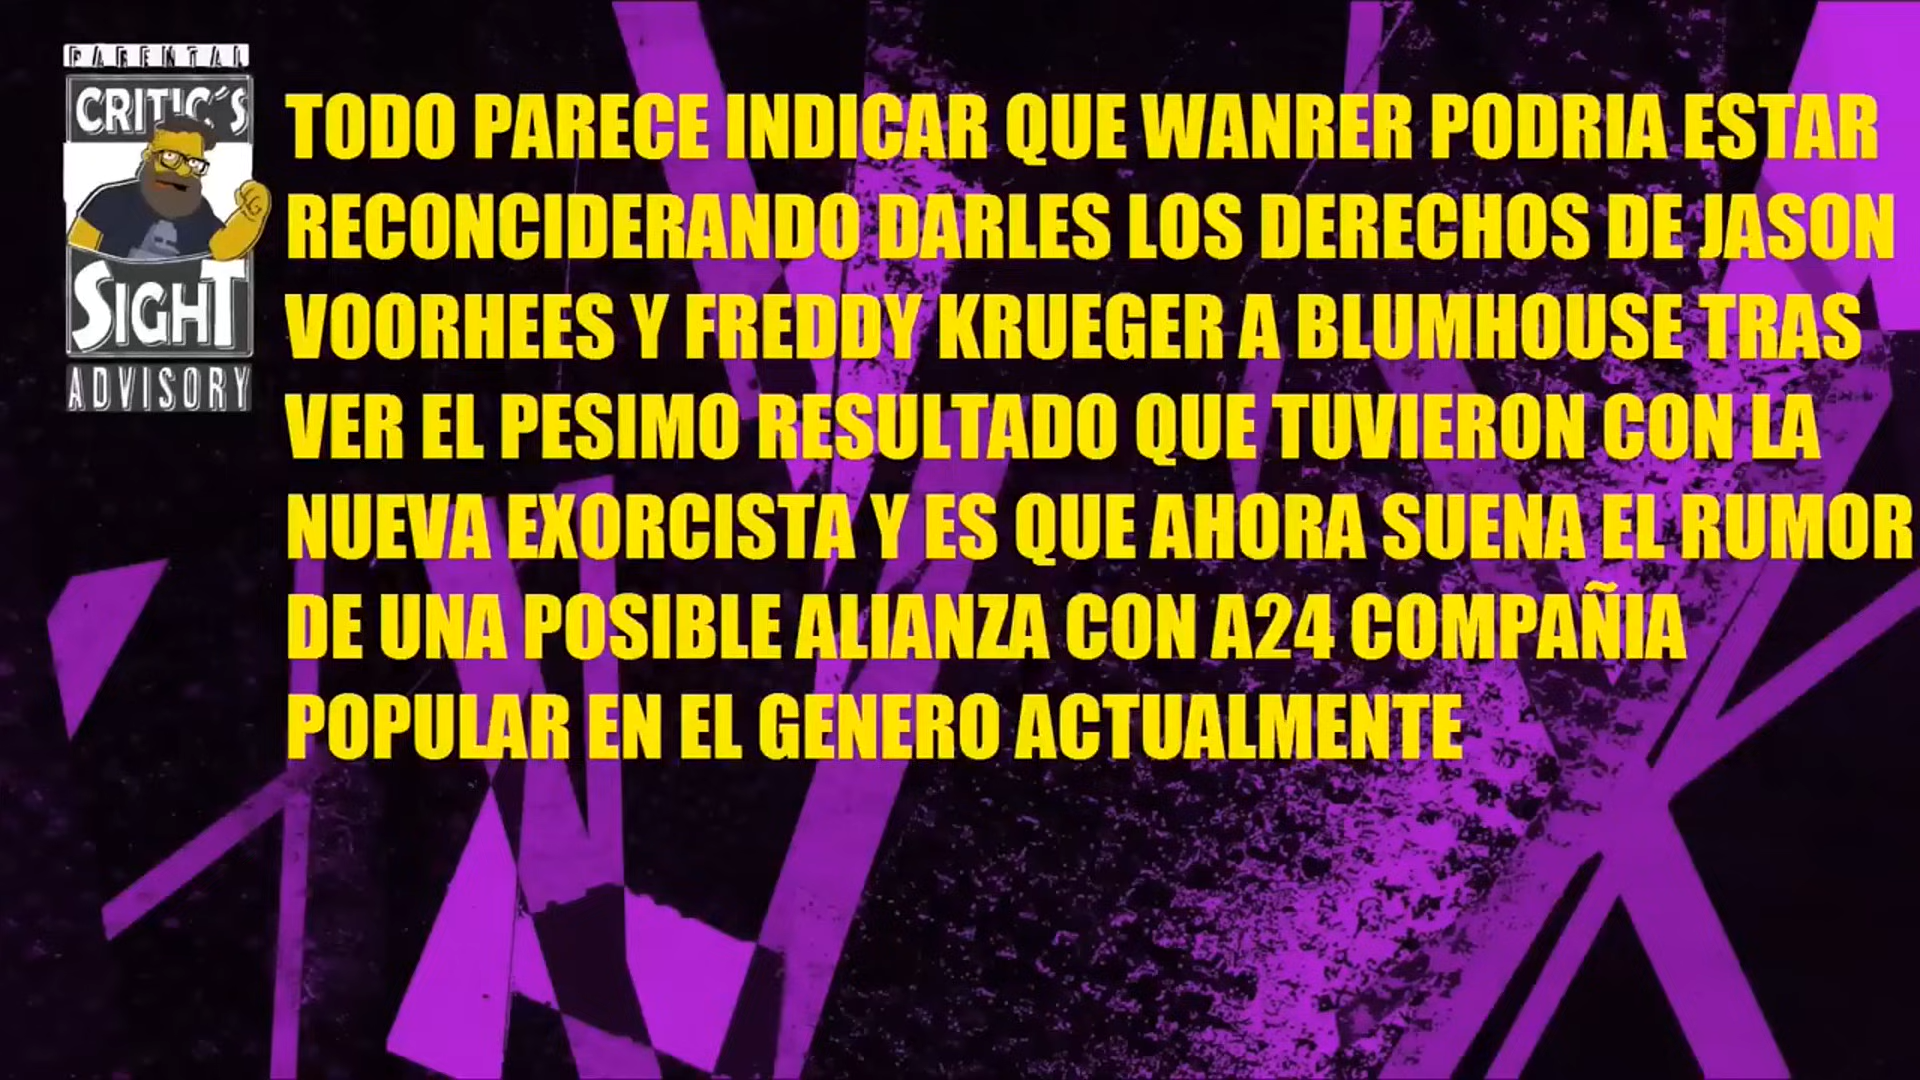 PARENTAL
CRITIC´S
SIGHT
ADVISORY
TODO PARECE INDICAR QUE WANRER PODRIA ESTAR
RECONCIDERANDO DARLES LOS DERECHOS DE JASON
VOORHEES Y FREDDY KRUEGER A BLUMHOUSE TRAS
VER EL PESIMO RESULTADO QUE TUVIERON CON LA
NUEVA EXORCISTA Y ES QUE AHORA SUENA EL RUMOR
DE UNA POSIBLE ALIANZA CON A24 COMPAÑIA
POPULAR EN EL GENERO ACTUALMENTE